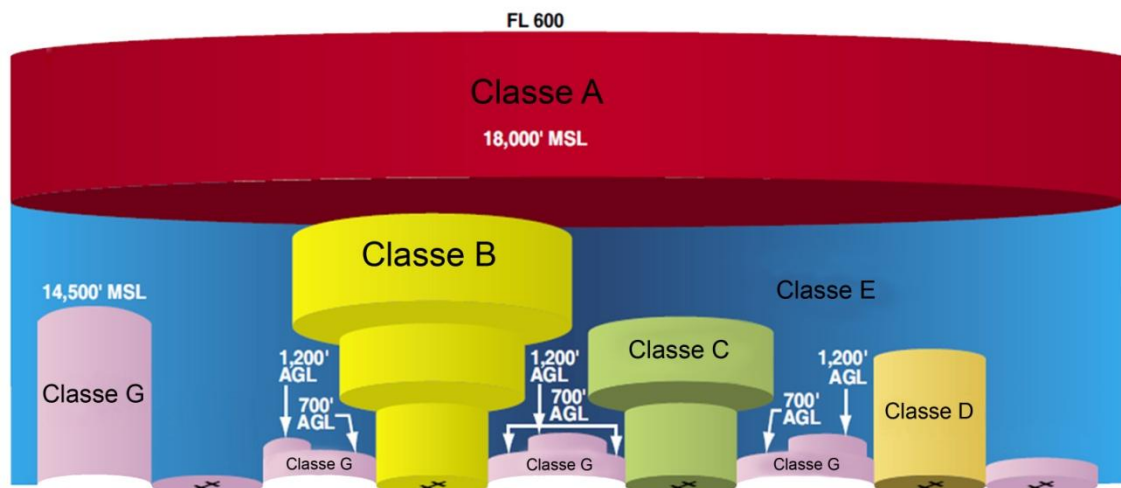 FL 600
Classe A
18,000' MSL
Classe B
14,500' MSL
Classe E
Classe G
1,200'
AGL
700'
AGL
Classe G
1,200'
AGL
700'
AGL
Classe G
Classe C
1,200'
AGL
700'
AGL
Classe G
Classe D